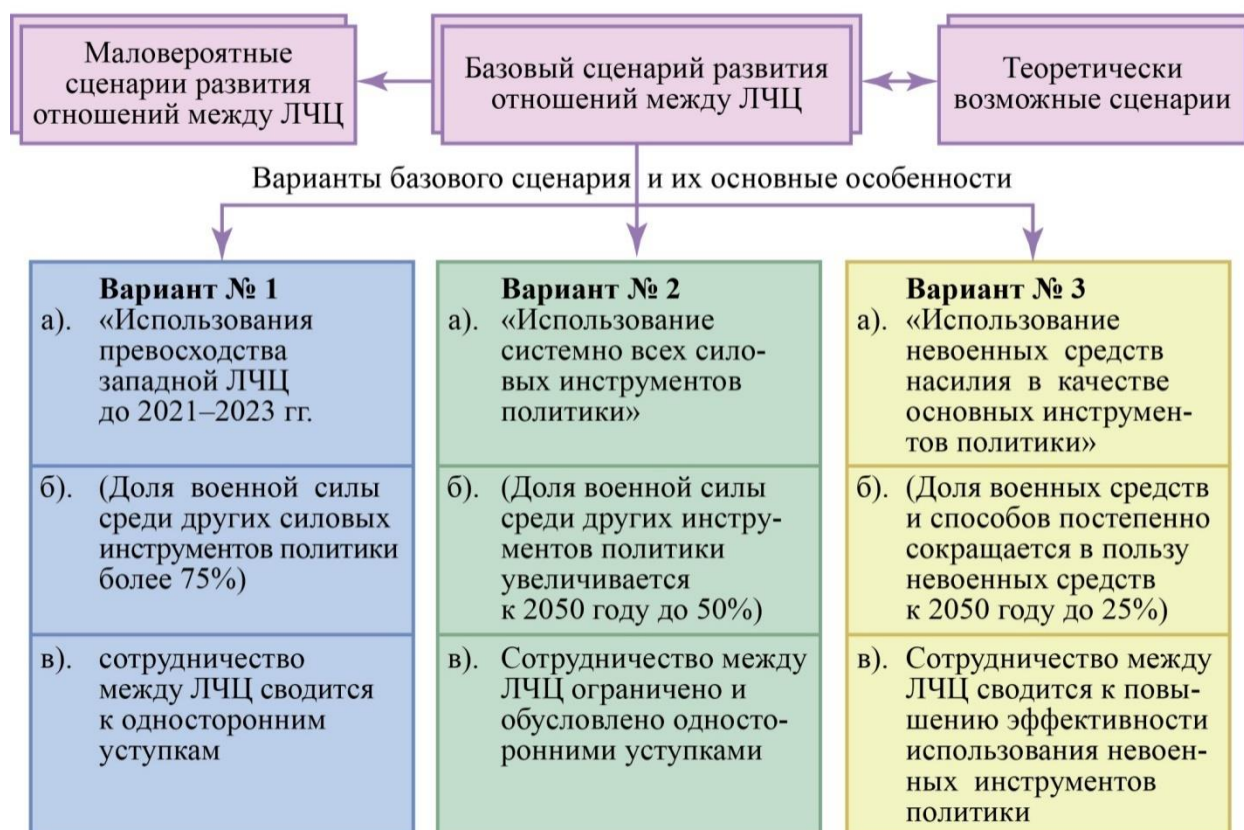 Маловероятные
сценарии развития
отношений между ЛЧЦ
Базовый сценарий развития
отношений между ЛЧЦ
Теоретически
возможные сценарии
Варианты базового сценария и их основные особенности
Вариант № 1
а). «Использования
превосходства
западной ЛЧЦ
до 2021–2023 гг.
б). (Доля военной силы
среди других силовых
инструментов политики
более 75%)
в). сотрудничество
между ЛЧЦ сводится
к односторонним
уступкам
Вариант № 2
а). «Использование
системно всех сило-
вых инструментов
политики»
б). (Доля военной силы
среди других инстру-
ментов политики
увеличивается
к 2050 году до 50%)
в). Сотрудничество между
ЛЧЦ ограничено и
обусловлено одности-
ронними уступками
Вариант № 3
а). «Использование
невоенных средств
насилия в качестве
основных инструмен-
тов политики»
б). (Доля военных средств
и способов постепенно
сокращается в пользу
невоенных средств
к 2050 году до 25%)
в). Сотрудничество между
ЛЧЦ сводится к повы-
шению эффективности
использования невоен-
ных инструментов
политики